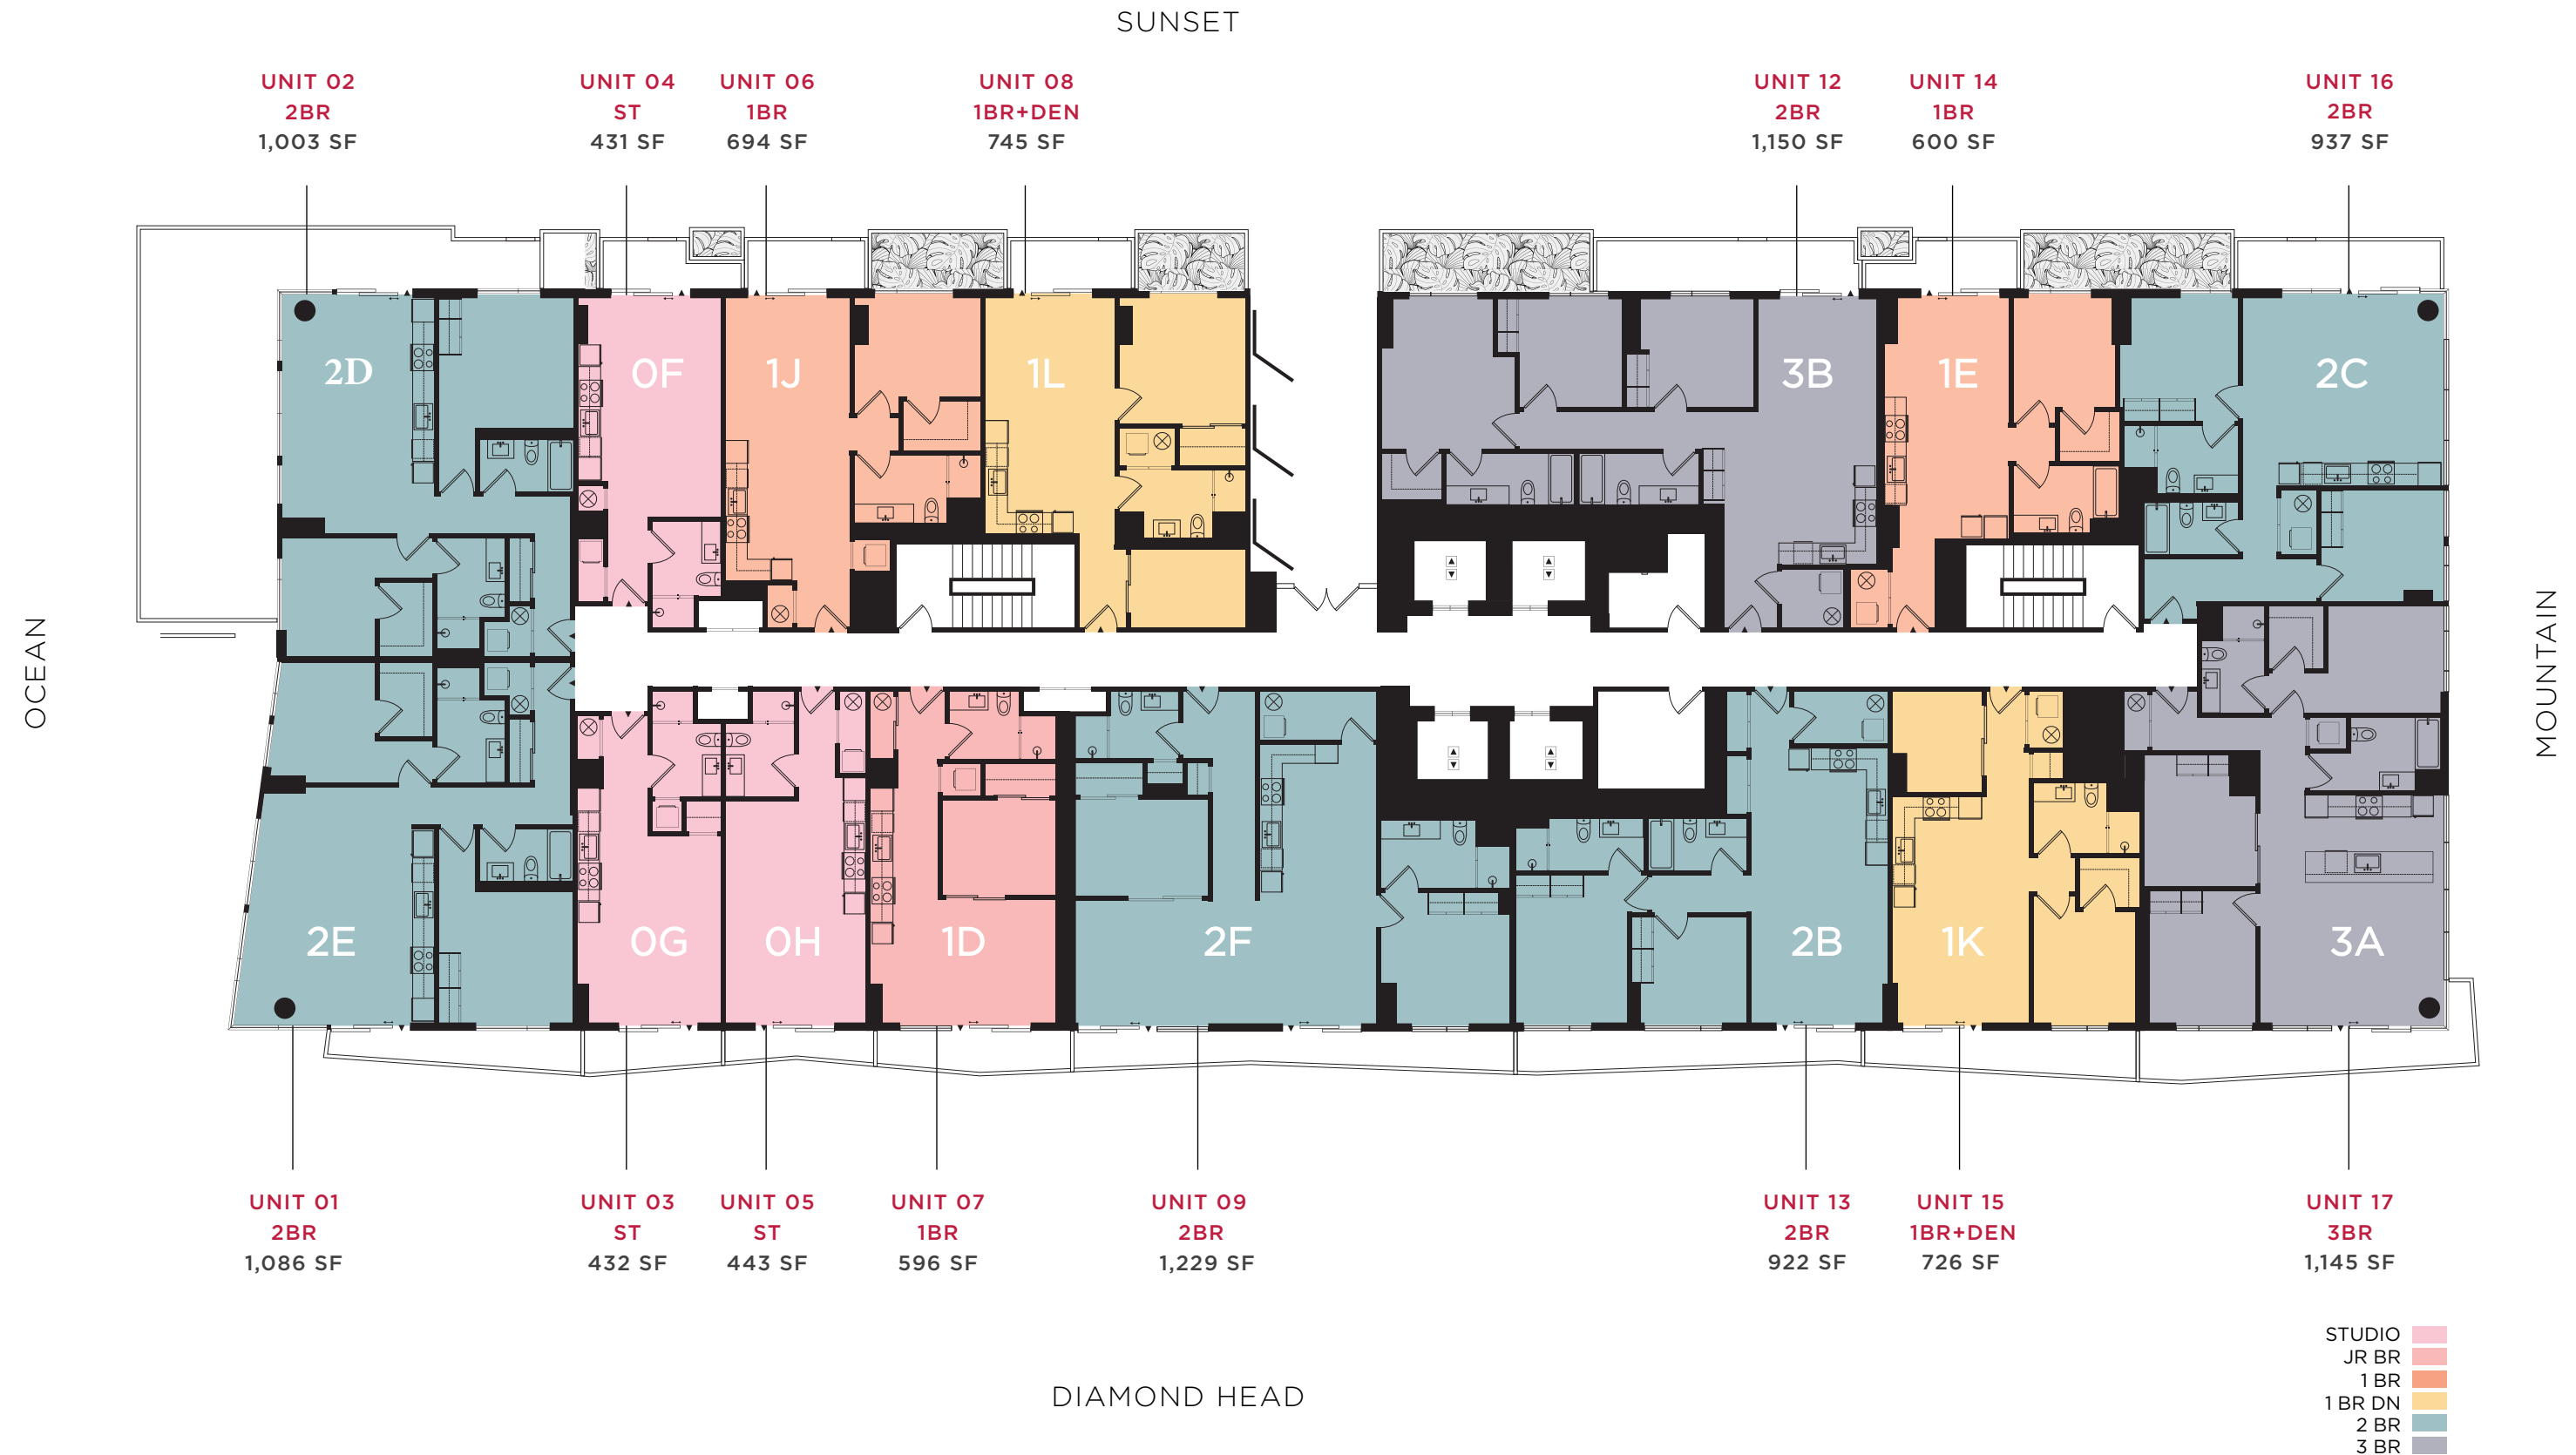 SUNSET
UNIT 02
2BR
1,003 SF
UNIT 04
ST
431 SF
UNIT 06
1BR
694 SF
UNIT 08
1BR+DEN
745 SF
UNIT 12
2BR
1,150 SF
UNIT 14
1BR
600 SF
UNIT 16
2BR
937 SF
2D
0F
1J
1L
3B
1E
2C
OCEAN
MOUNTAIN
2E
0G
0H
1D
2F
2B
1K
3A
UNIT 01
2BR
1,086 SF
UNIT 03
ST
432 SF
UNIT 05
ST
443 SF
UNIT 07
1BR
596 SF
UNIT 09
2BR
1,229 SF
UNIT 13
2BR
922 SF
UNIT 15
1BR+DEN
726 SF
UNIT 17
3BR
1,145 SF
DIAMOND HEAD
STUDIO
JR BR
1 BR
1 BR DN
2 BR
3 BR